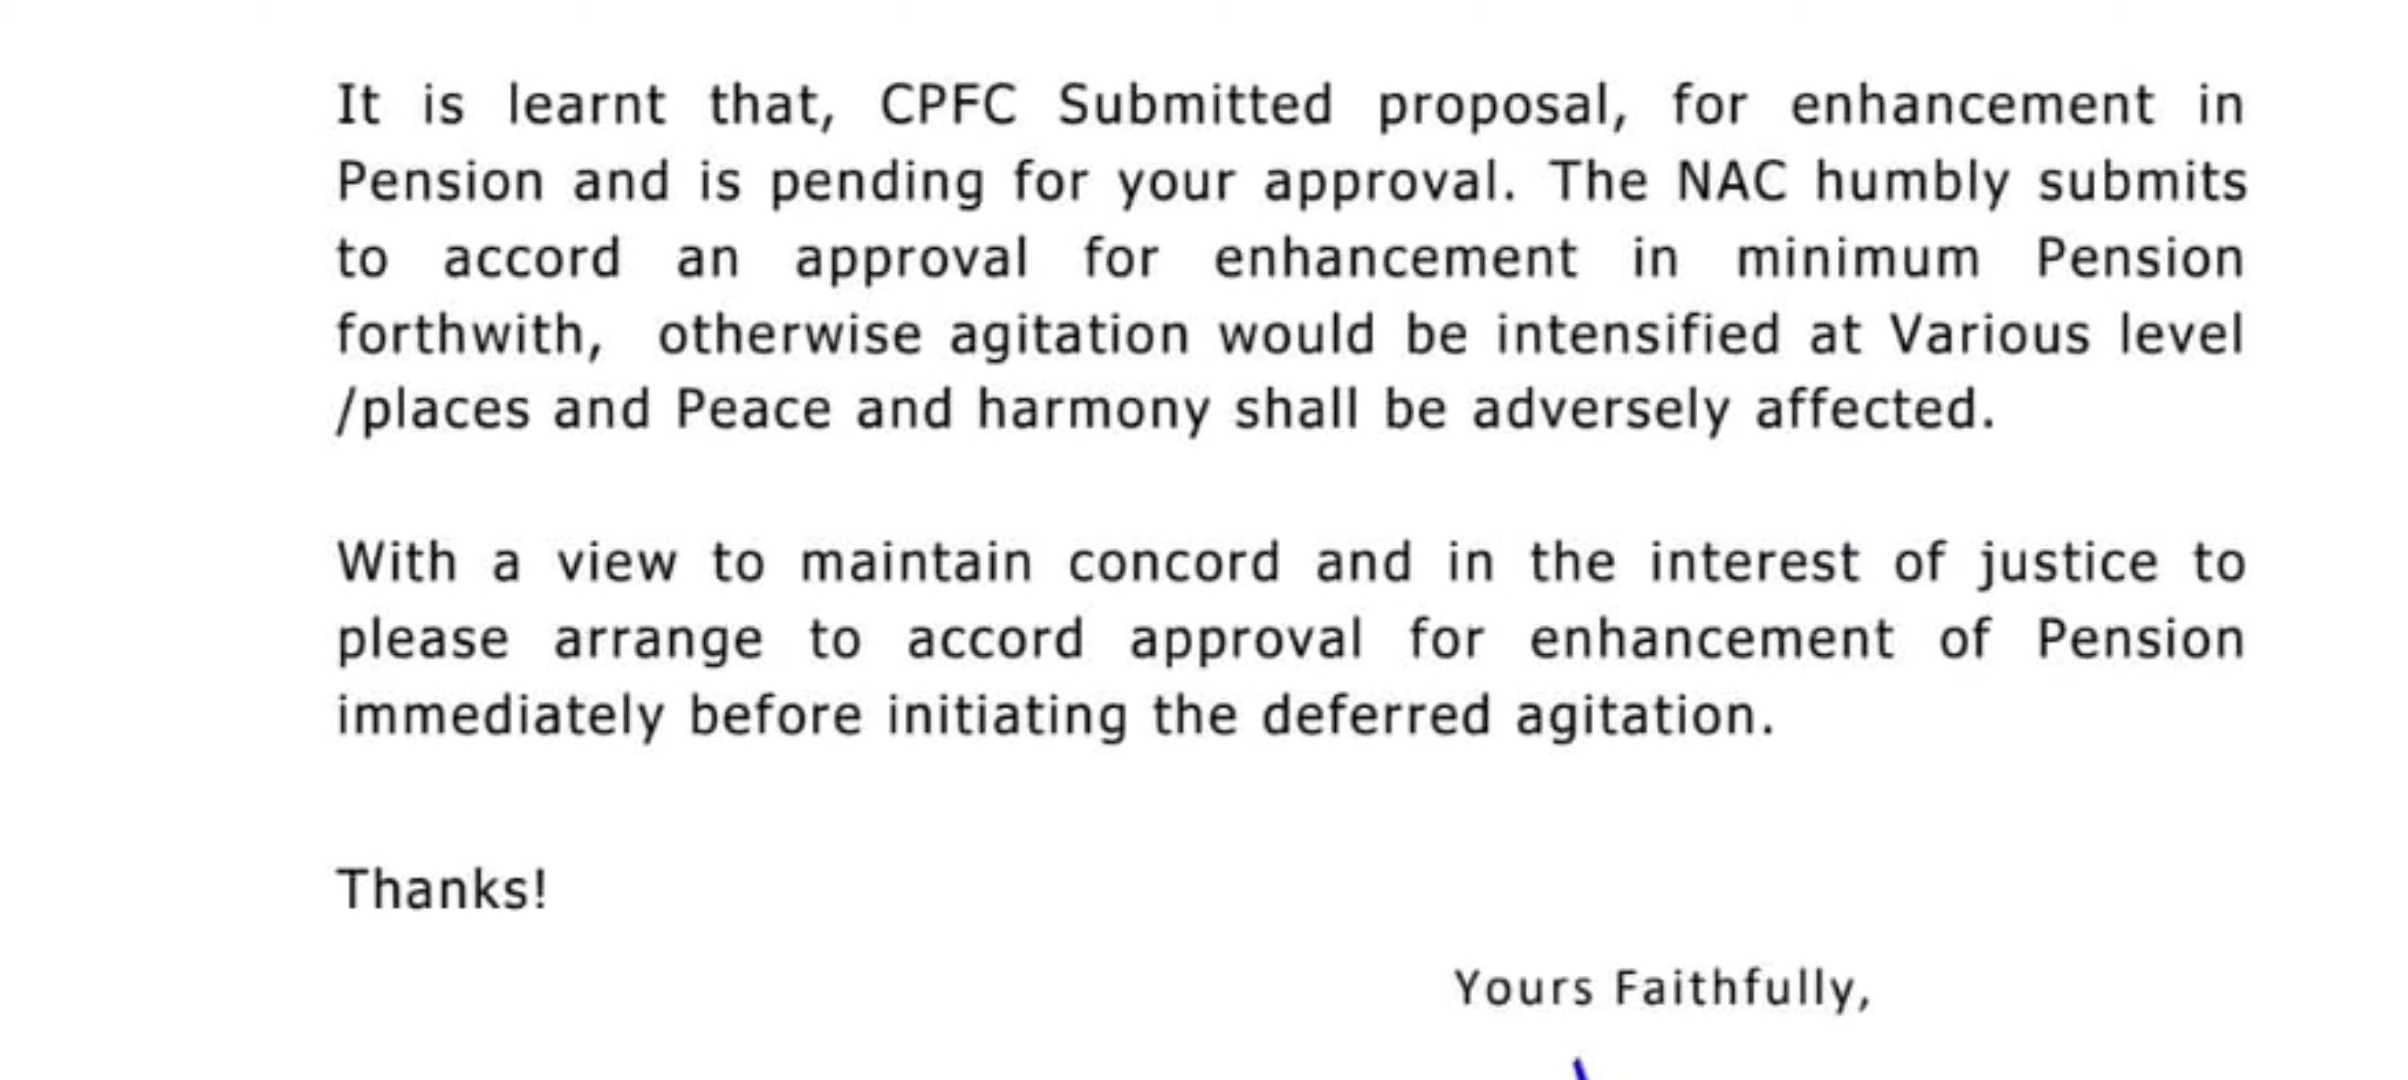 It is learnt that, CPFC Submitted proposal, for enhancement in
Pension and is pending for your approval. The NAC humbly submits
to accord an approval for enhancement in minimum Pension
forthwith, otherwise agitation would be intensified at Various level
/places and Peace and harmony shall be adversely affected.
With a view to maintain concord and in the interest of justice to
please arrange to accord approval for enhancement of Pension
immediately before initiating the deferred agitation.
Thanks!
Yours Faithfully,